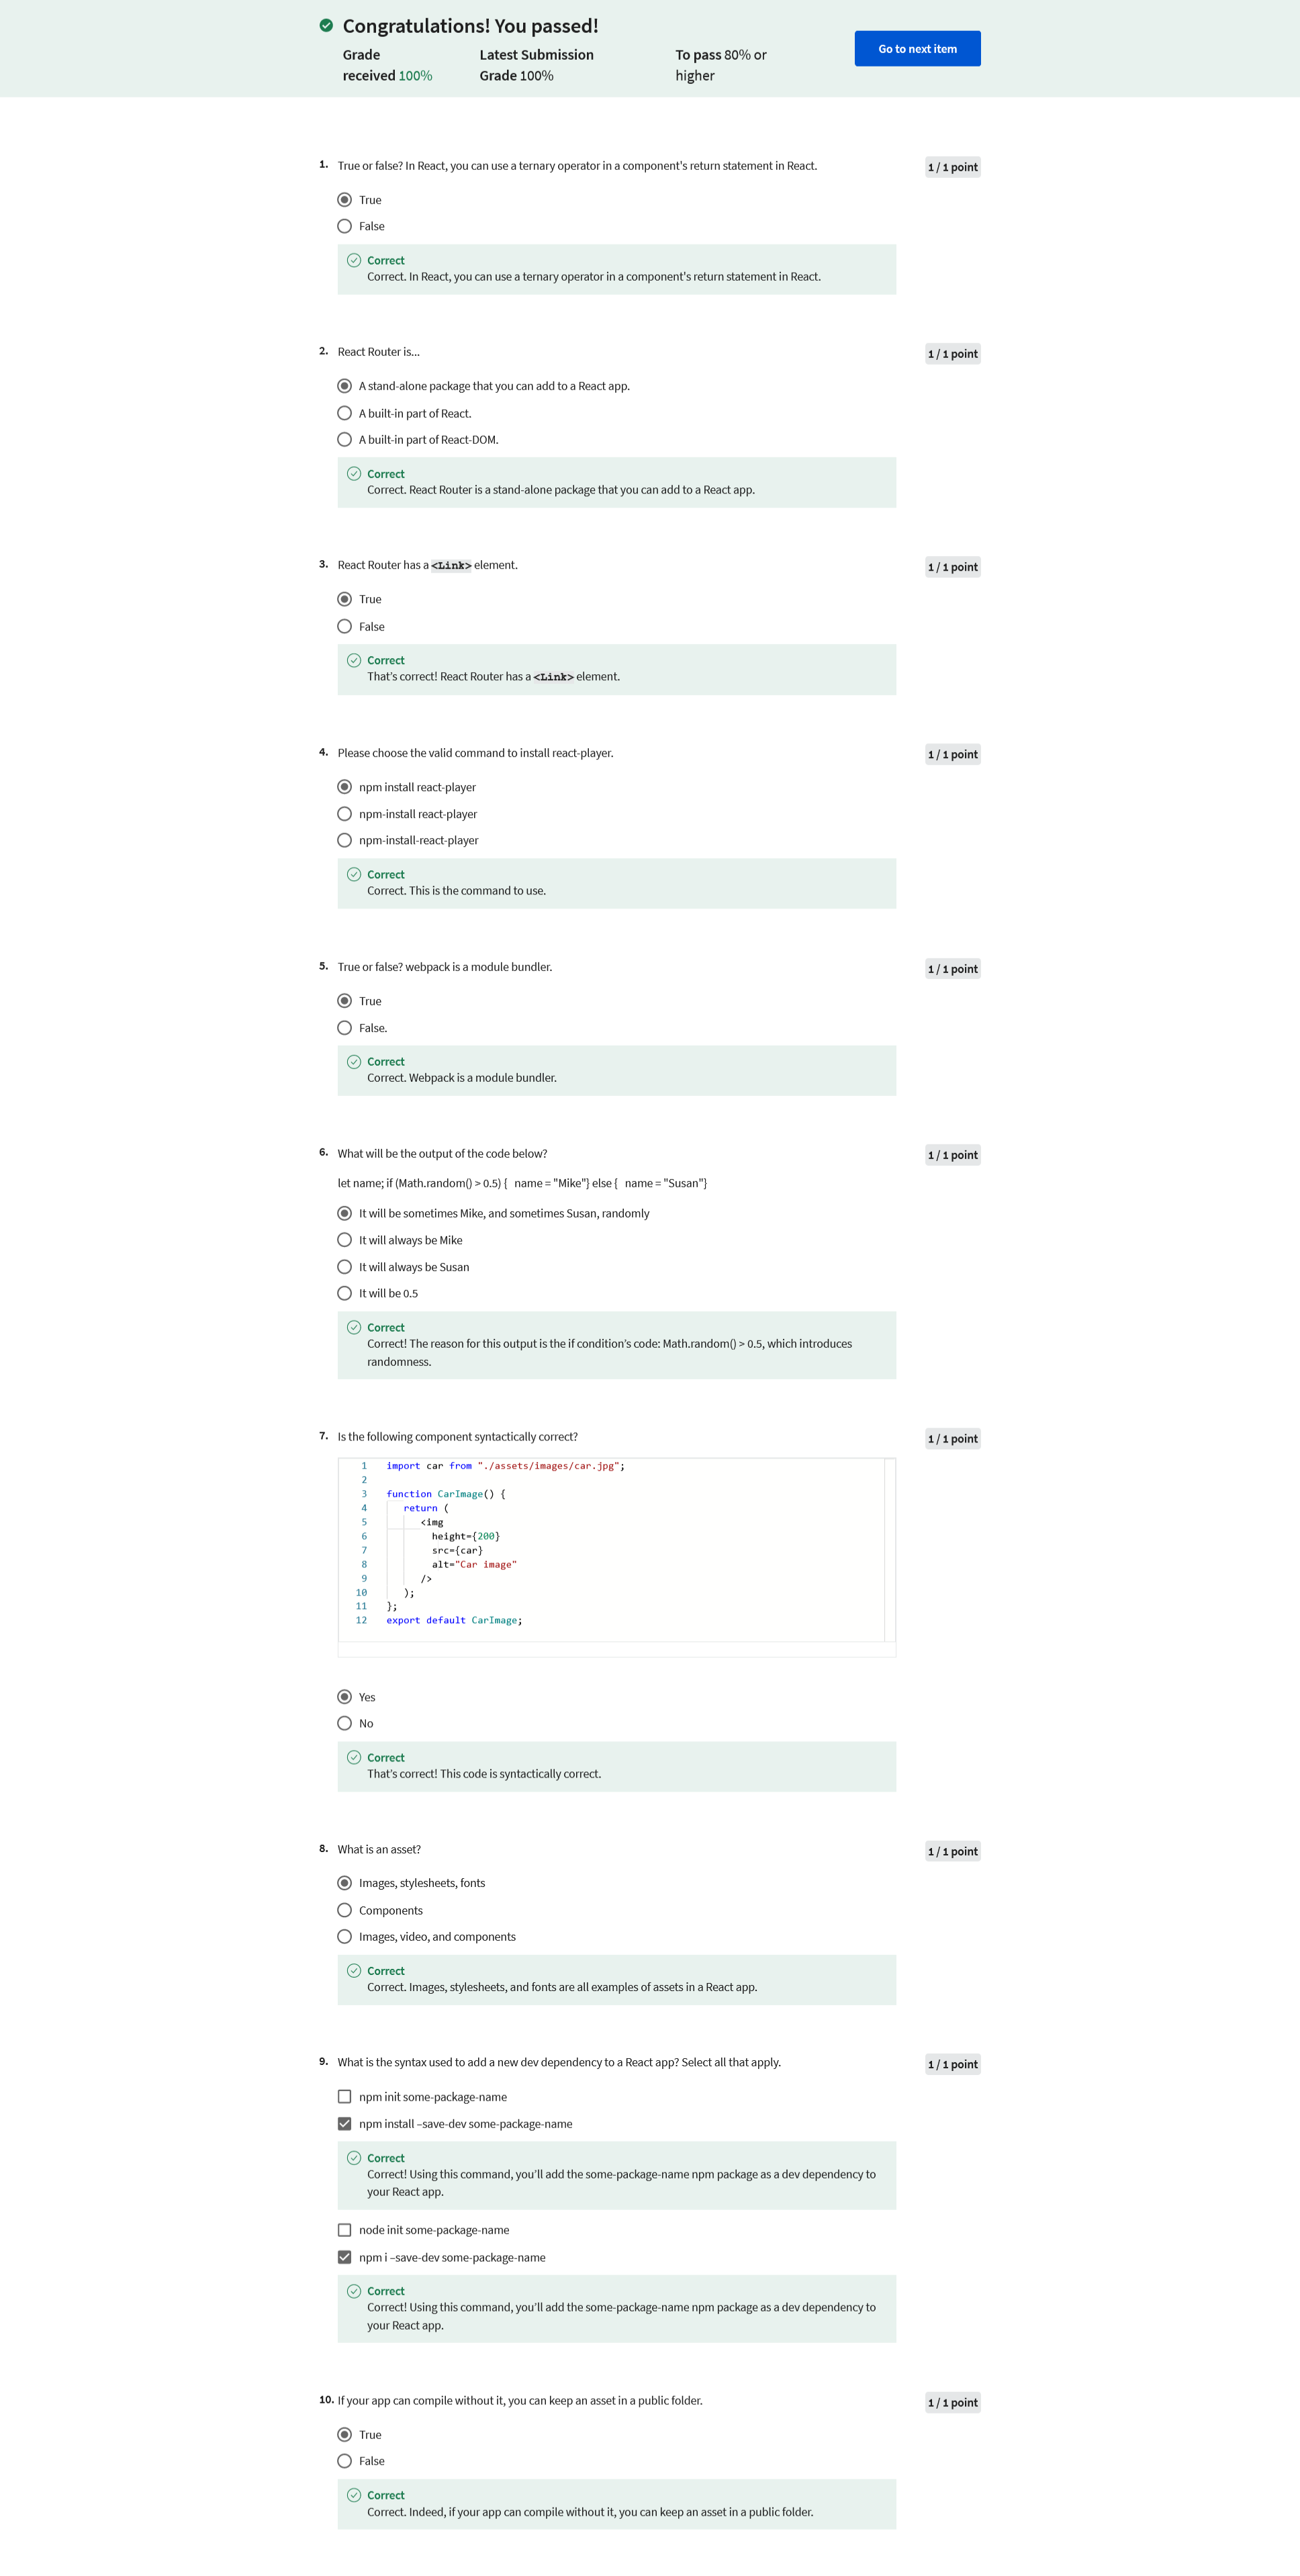 Congratulations! You passed!
Grade received 100%
Latest Submission Grade 100%
To pass 80% or higher
Go to next item
1. True or false? In React, you can use a ternary operator in a component's return statement in React.
1 / 1 point
True
False
Correct
Correct. In React, you can use a ternary operator in a component's return statement in React.
2. React Router is...
1 / 1 point
A stand-alone package that you can add to a React app.
A built-in part of React.
A built-in part of React-DOM.
Correct
Correct. React Router is a stand-alone package that you can add to a React app.
3. React Router has a <Link> element.
1 / 1 point
True
False
Correct
That's correct! React Router has a <Link> element.
4. Please choose the valid command to install react-player.
1 / 1 point
npm install react-player
npm-install react-player
npm-install-react-player
Correct
Correct. This is the command to use.
5. True or false? webpack is a module bundler.
1 / 1 point
True
False.
Correct
Correct. Webpack is a module bundler.
6. What will be the output of the code below?
1 / 1 point
let name; if (Math.random() > 0.5) {  name = "Mike"} else {  name = "Susan"}
It will be sometimes Mike, and sometimes Susan, randomly
It will always be Mike
It will always be Susan
It will be 0.5
Correct
Correct! The reason for this output is the if condition's code: Math.random() > 0.5, which introduces
randomness.
7. Is the following component syntactically correct?
1 / 1 point
1 import car from "./assets/images/car.jpg";
2
3 function CarImage() {
4 return (
5 <img
6 height={200}
7 src={car}
8 alt="Car image"
9 />
10 );
11 };
12 export default CarImage;
Yes
No
Correct
That's correct! This code is syntactically correct.
8. What is an asset?
1 / 1 point
Images, stylesheets, fonts
Components
Images, video, and components
Correct
Correct. Images, stylesheets, and fonts are all examples of assets in a React app.
9. What is the syntax used to add a new dev dependency to a React app? Select all that apply.
1 / 1 point
npm init some-package-name
npm install –save-dev some-package-name
Correct
Correct! Using this command, you'll add the some-package-name npm package as a dev dependency to
your React app.
node init some-package-name
npm i –save-dev some-package-name
Correct
Correct! Using this command, you'll add the some-package-name npm package as a dev dependency to
your React app.
10. If your app can compile without it, you can keep an asset in a public folder.
1 / 1 point
True
False
Correct
Correct. Indeed, if your app can compile without it, you can keep an asset in a public folder.